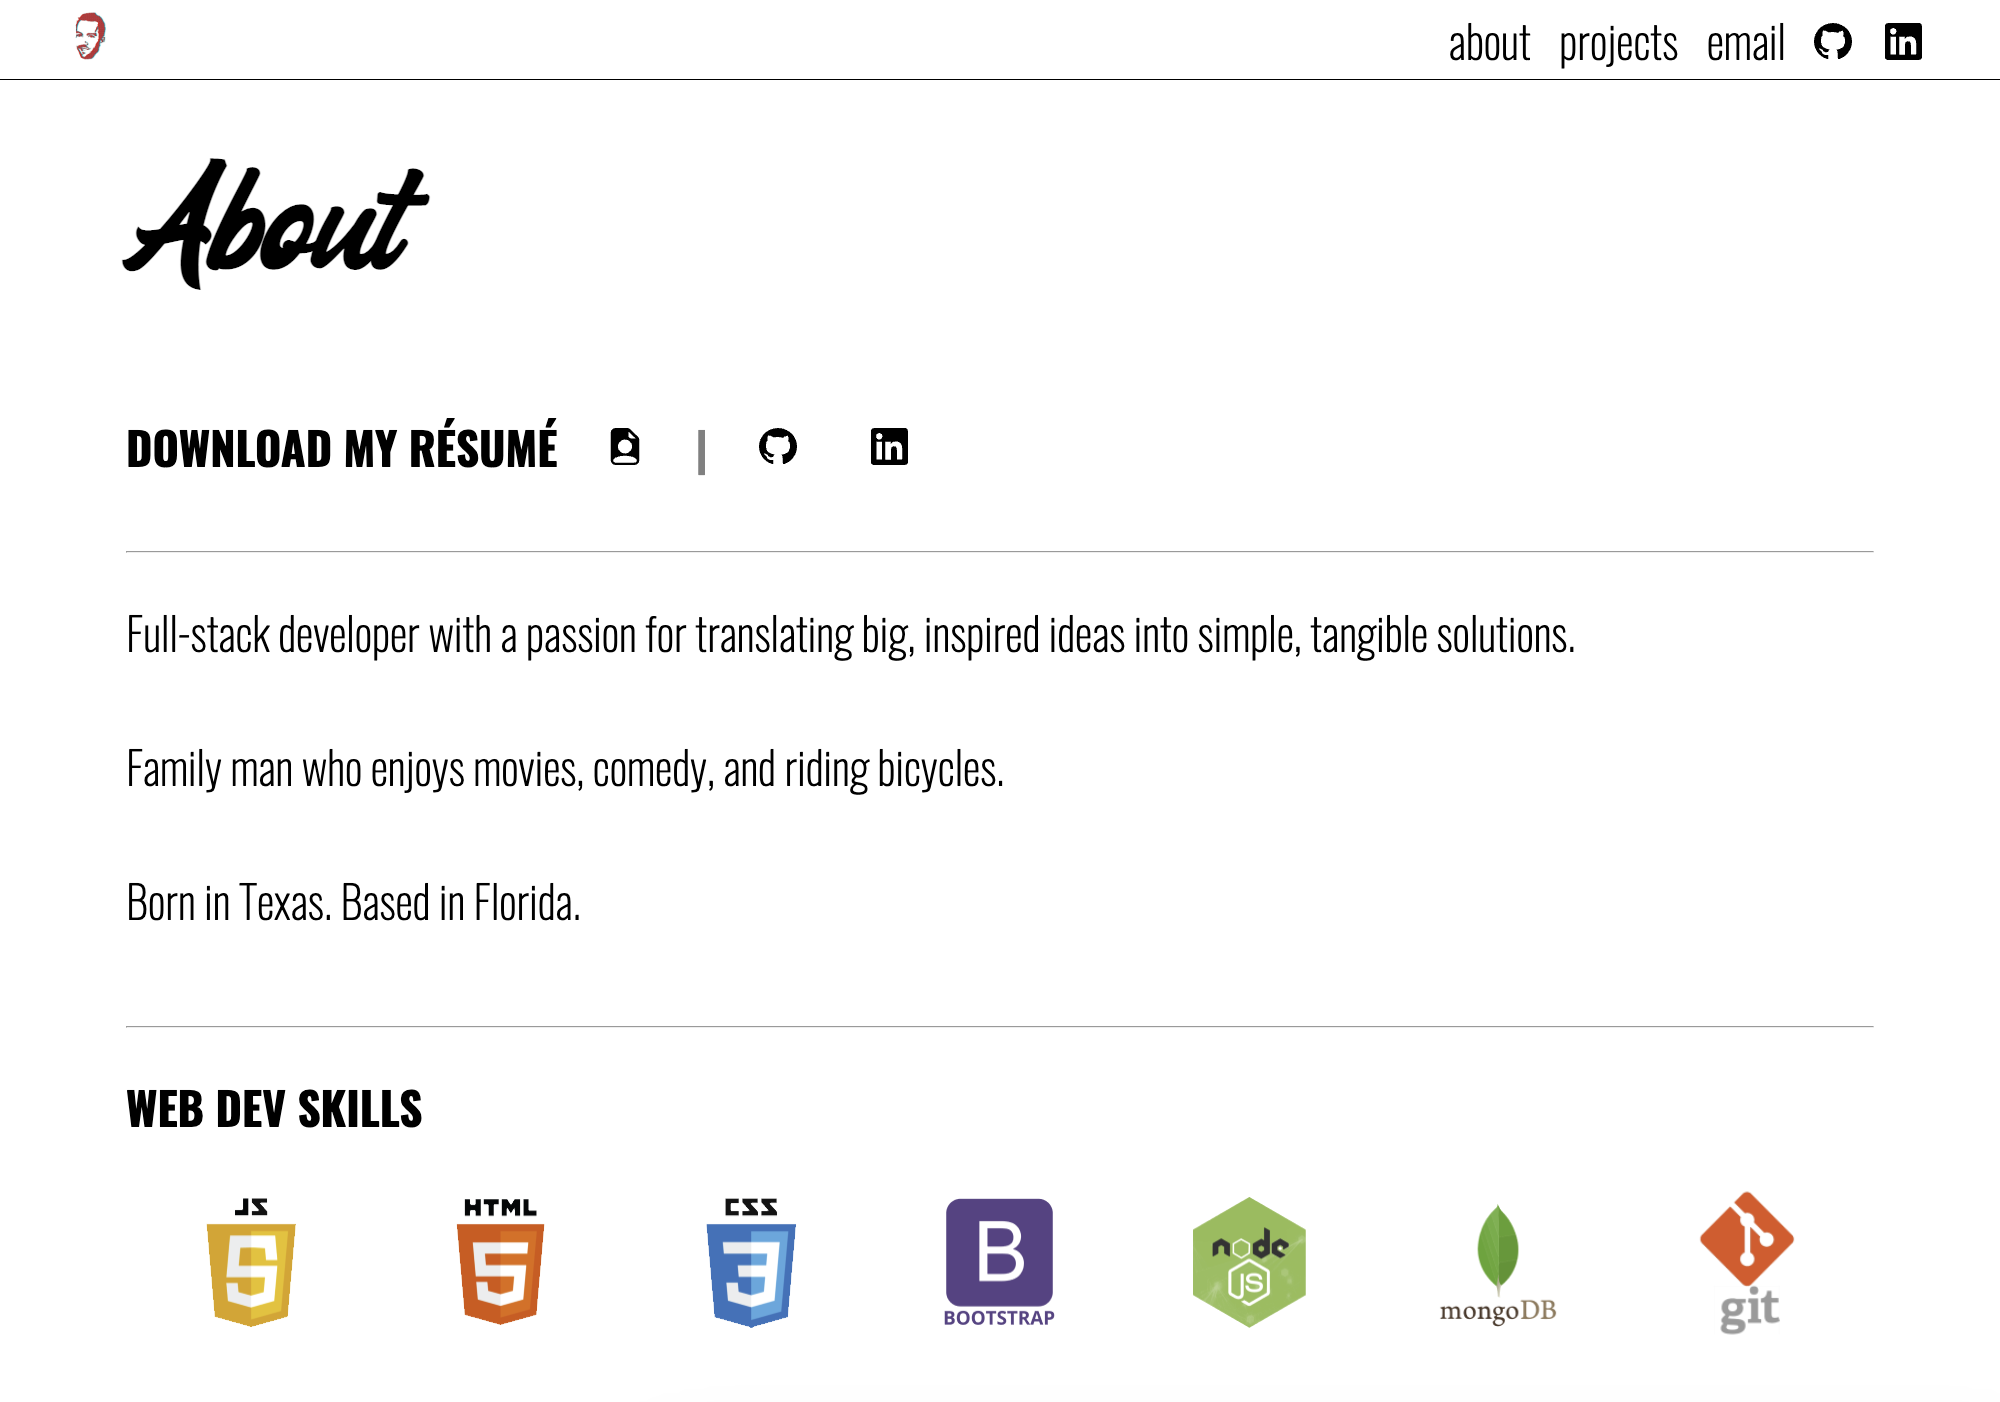 about projects email in
About
DOWNLOAD MY RÉSUMÉ | in
Full-stack developer with a passion for translating big, inspired ideas into simple, tangible solutions.
Family man who enjoys movies, comedy, and riding bicycles.
Born in Texas. Based in Florida.
WEB DEV SKILLS
JS HTML CSS
5 5 3 B node JS
BOOTSTRAP mongoDB git